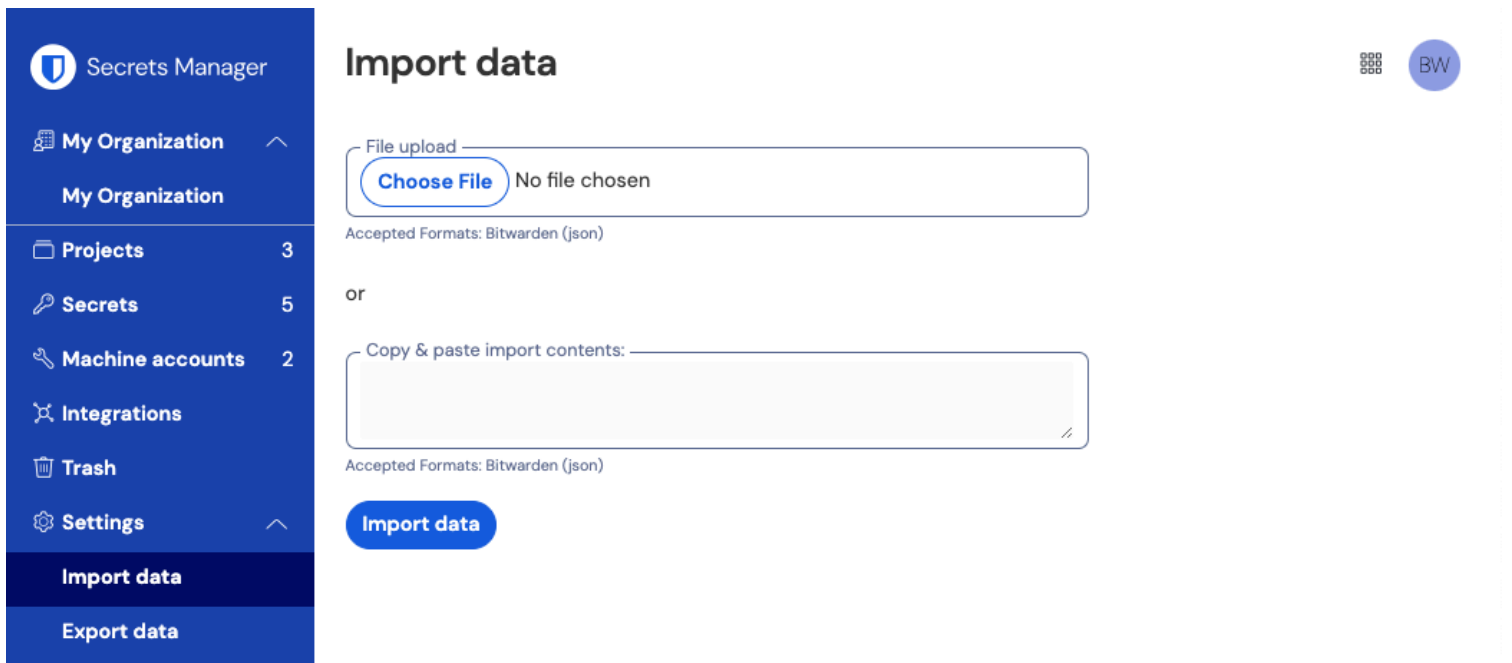 Secrets Manager
My Organization
My Organization
Projects 3
Secrets 5
Machine accounts 2
Integrations
Trash
Settings
Import data
Export data
Import data
BW
File upload
Choose File No file chosen
Accepted Formats: Bitwarden (json)
or
Copy & paste import contents:
Accepted Formats: Bitwarden (json)
Import data